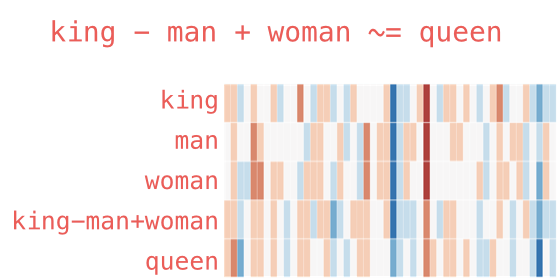 king − man + woman ~= queen
king
man
woman
king−man+woman
queen